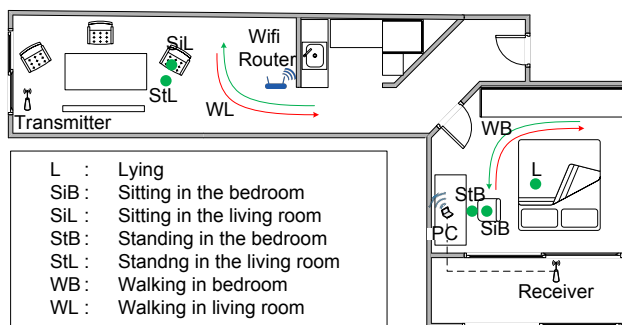 SiL
Wifi
Router
StL
WL
Transmitter
WB
L
StB
SiB
PC
Receiver
L : Lying
SiB : Sitting in the bedroom
SiL : Sitting in the living room
StB : Standing in the bedroom
StL : Standng in the living room
WB : Walking in bedroom
WL : Walking in living room